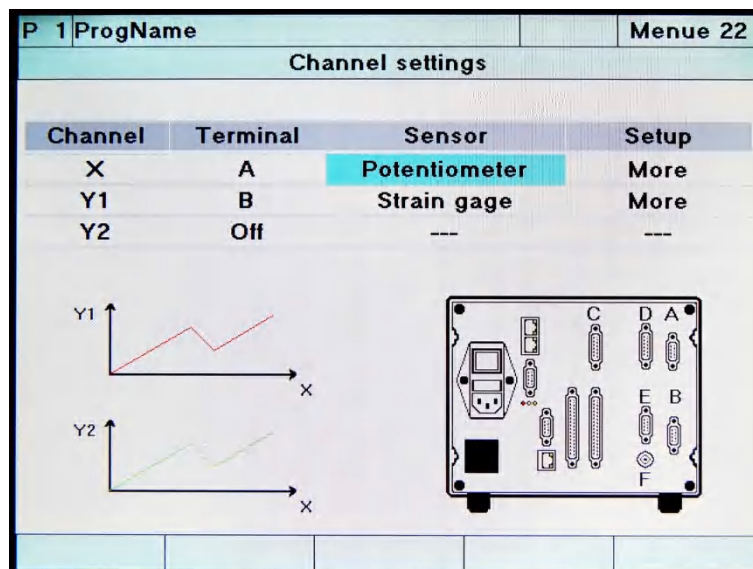 P 1 ProgName Menue 22
Channel settings
Channel Terminal Sensor Setup
X A Potentiometer More
Y1 B Strain gage More
Y2 Off --- ---
Y1
X
Y2
X
C D A
E B
F